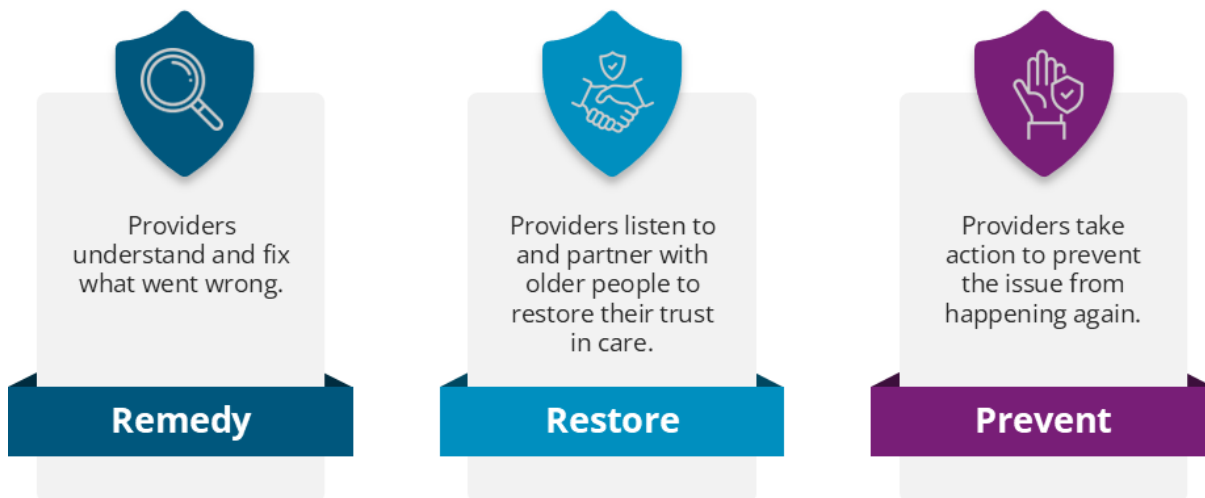 Providers
understand and fix
what went wrong.
Remedy
Providers listen to
and partner with
older people to
restore their trust
in care.
Restore
Providers take
action to prevent
the issue from
happening again.
Prevent